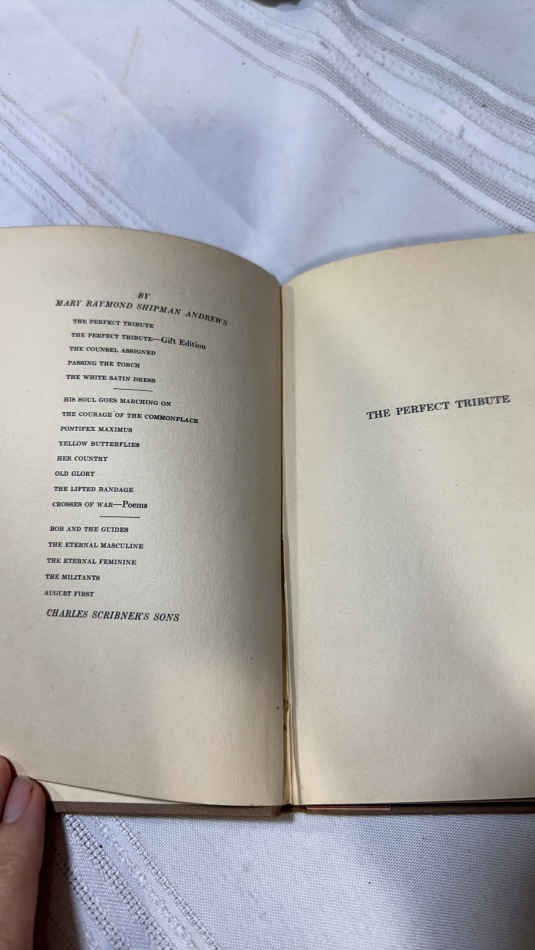 BY
MARY RAYMOND SHIPMAN ANDREWS
THE PERFECT TRIBUTE
THE PERFECT TRIBUTE—Gift Edition
THE COUNSEL ASSIGNED
PASSING THE TORCH
THE WHITE SATIN DRESS
HIS SOUL GOES MARCHING ON
THE COURAGE OF THE COMMONPLACE
PONTIFEX MAXIMUS
YELLOW BUTTERFLIES
HER COUNTRY
OLD GLORY
THE LIFTED BANDAGE
CROSSES OF WAR—Poems
BOB AND THE GUIDES
THE ETERNAL MASCULINE
THE ETERNAL FEMININE
THE MILITANTS
AUGUST FIRST
CHARLES SCRIBNER'S SONS
THE PERFECT TRIBUTE